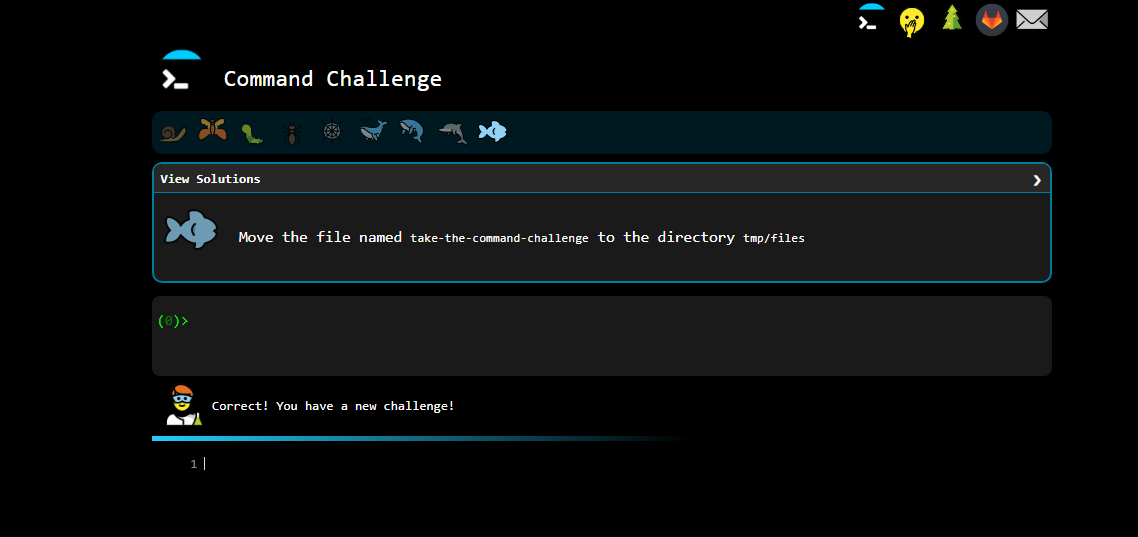 Command Challenge
View Solutions
Move the file named take-the-command-challenge to the directory tmp/files
(0)>
Correct! You have a new challenge!
1